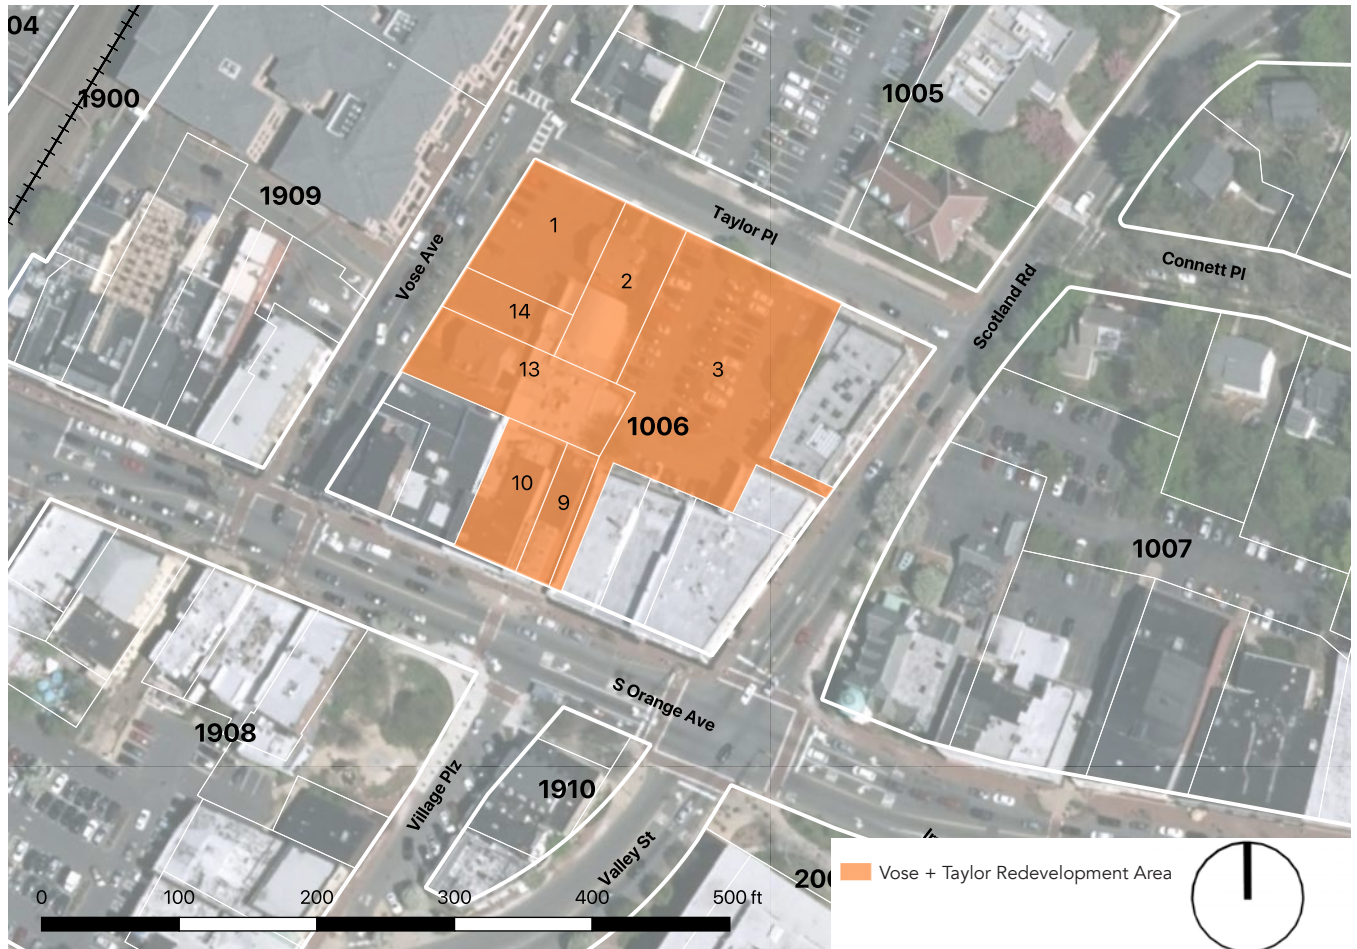 04
1900
1005
1909
1
Taylor Pl
Vose Ave
2
Connett Pl
14
Scotland Rd
13
3
1006
10
9
1007
S Orange Ave
1908
1910
Village Plz
Valley St
Vose + Taylor Redevelopment Area
0 100 200 300 400 500 ft